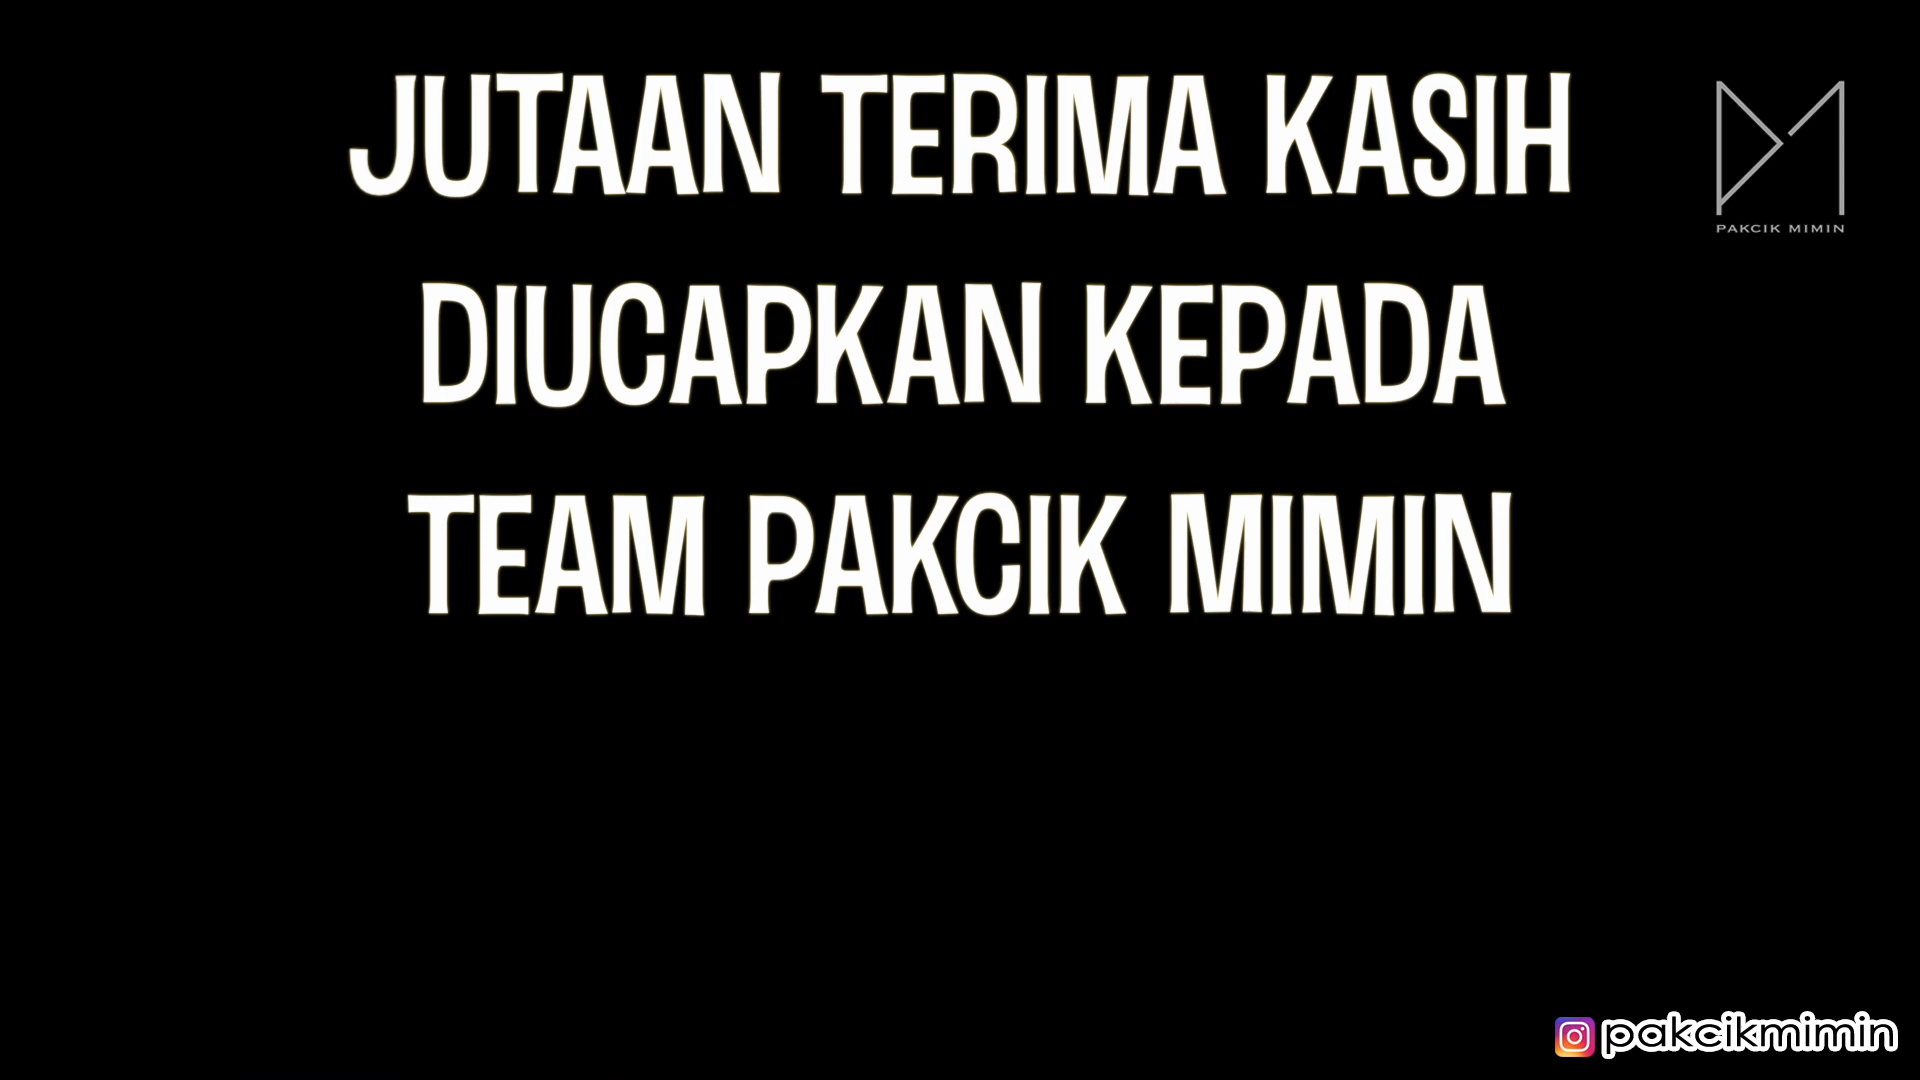 JUTAAN TERIMA KASIH
PAKCIK MIMIN
DIUCAPKAN KEPADA
TEAM PAKCIK MIMIN
pakcikmimin